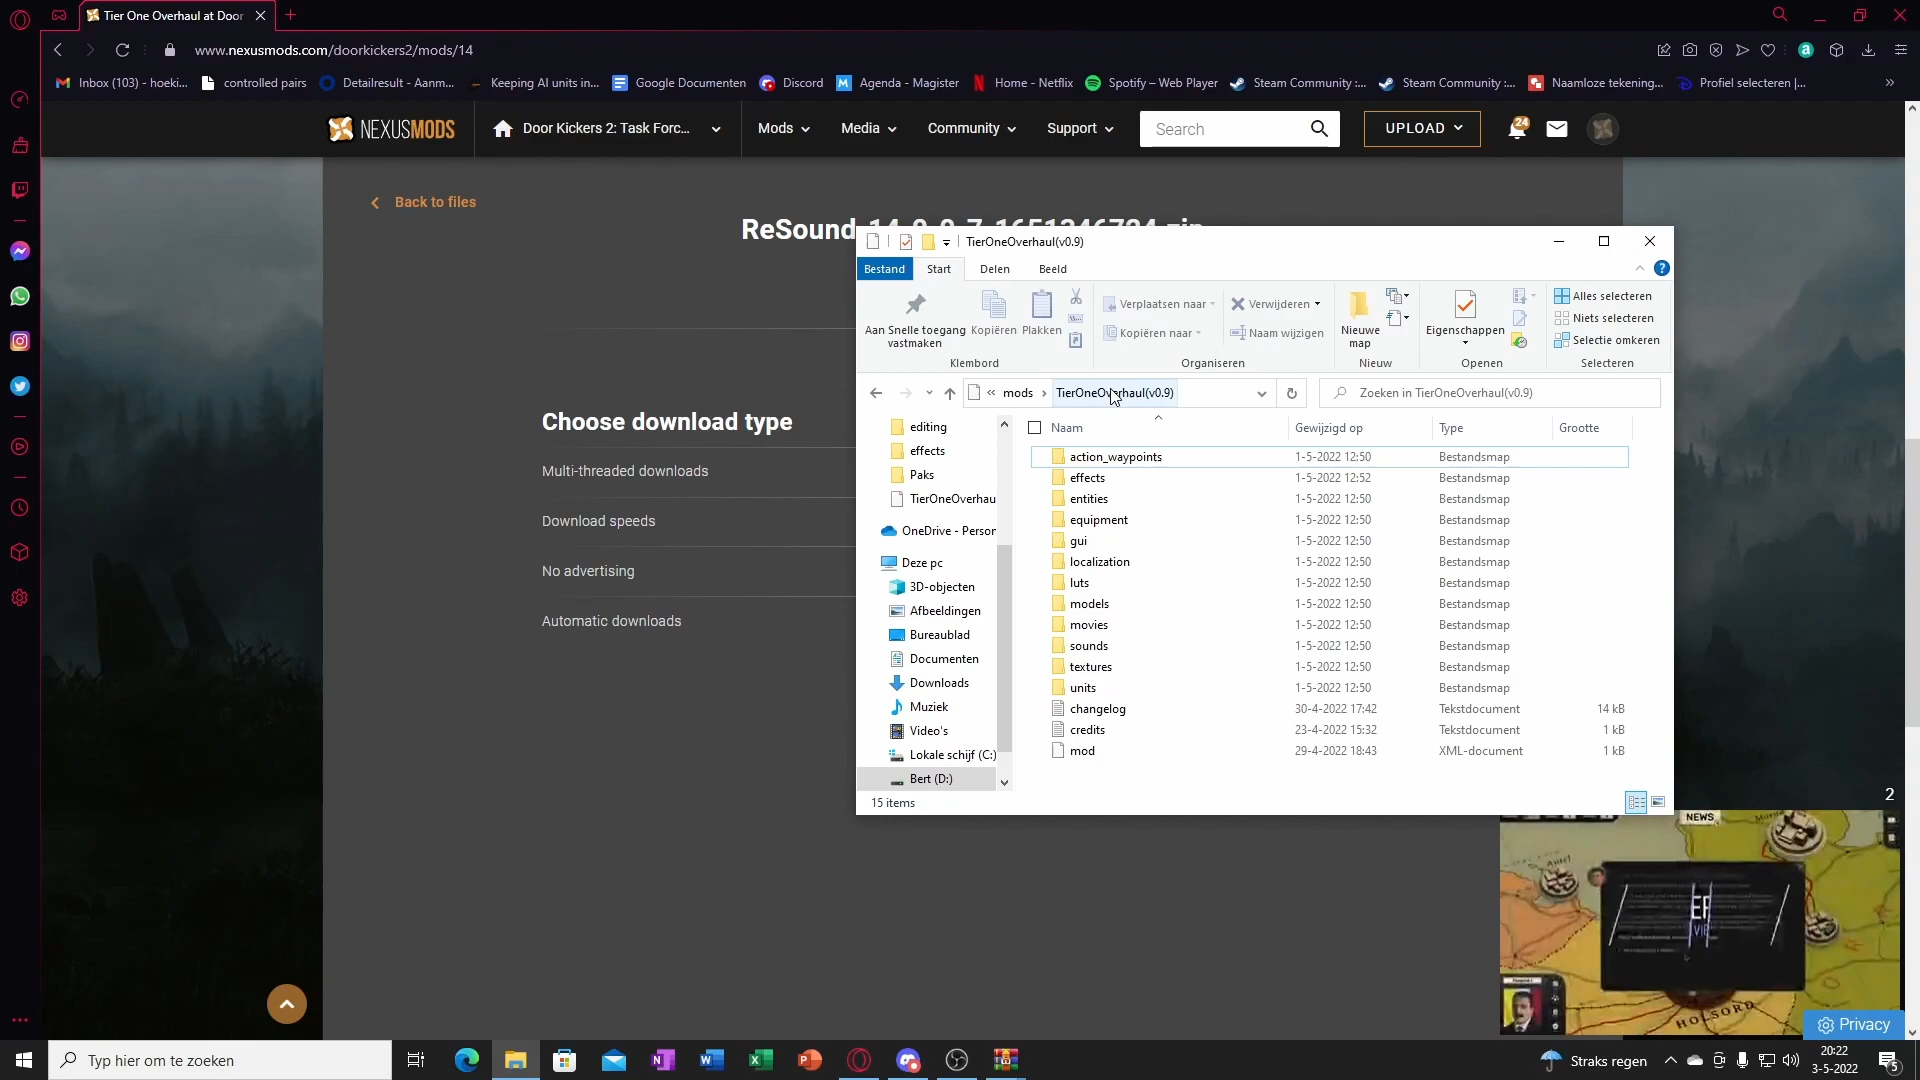 Tier One Overhaul at Door
www.nexusmods.com/doorkickers2/mods/14
Inbox (103) - hoeki...
controlled pairs
Detailresult - Aanm...
Keeping AI units in...
Google Documenten
Discord
Agenda - Magister
Home - Netflix
Spotify – Web Player
Steam Community :...
Steam Community :...
Naamloze tekening...
Profiel selecteren |...
NEXUSMODS
Door Kickers 2: Task Forc...
Mods
Media
Community
Support
Search
UPLOAD
24
Back to files
Choose download type
Multi-threaded downloads
Download speeds
No advertising
Automatic downloads
TierOneOverhaul(v0.9)
Bestand
Start
Delen
Beeld
Aan Snelle toegang
vastmaken
Kopiëren
Plakken
Klembord
Verplaatsen naar
Kopiëren naar
Verwijderen
Naam wijzigen
Organiseren
Nieuwe
map
Nieuw
Eigenschappen
Openen
Alles selecteren
Niets selecteren
Selectie omkeren
Selecteren
« mods › TierOneOverhaul(v0.9)
Zoeken in TierOneOverhaul(v0.9)
editing
effects
Paks
TierOneOverhau
OneDrive - Person
Deze pc
3D-objecten
Afbeeldingen
Bureaublad
Documenten
Downloads
Muziek
Video's
Lokale schijf (C:)
Bert (D:)
Naam Gewijzigd op Type Grootte
action_waypoints 1-5-2022 12:50 Bestandsmap
effects 1-5-2022 12:52 Bestandsmap
entities 1-5-2022 12:50 Bestandsmap
equipment 1-5-2022 12:50 Bestandsmap
gui 1-5-2022 12:50 Bestandsmap
localization 1-5-2022 12:50 Bestandsmap
luts 1-5-2022 12:50 Bestandsmap
models 1-5-2022 12:50 Bestandsmap
movies 1-5-2022 12:50 Bestandsmap
sounds 1-5-2022 12:50 Bestandsmap
textures 1-5-2022 12:50 Bestandsmap
units 1-5-2022 12:50 Bestandsmap
changelog 30-4-2022 17:42 Tekstdocument 14 kB
credits 23-4-2022 15:32 Tekstdocument 1 kB
mod 29-4-2022 18:43 XML-document 1 kB
15 items
2
NEWS
HOLSORD
Privacy
Typ hier om te zoeken
Straks regen
20:22
3-5-2022
5